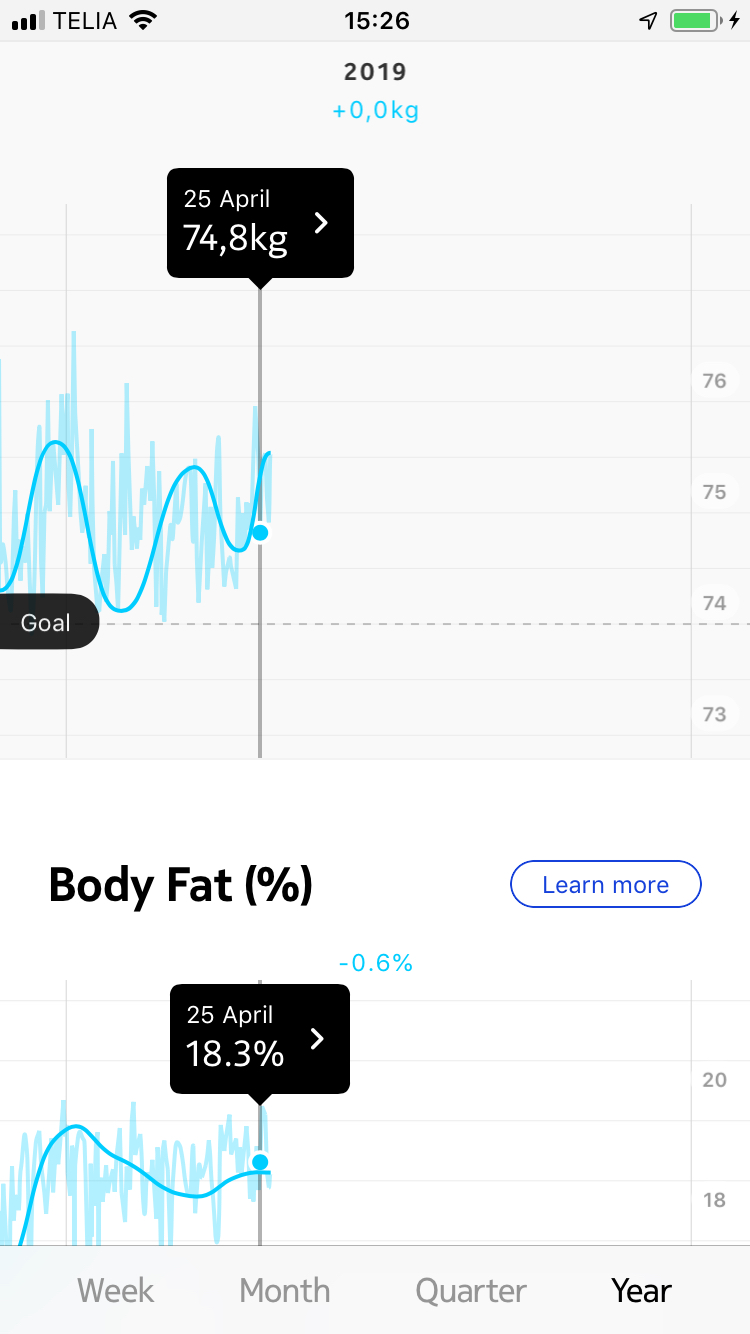 TELIA 15:26
2019
+0,0kg
25 April
74,8kg
76
75
74
Goal
73
Body Fat (%)
Learn more
-0.6%
25 April
18.3%
20
18
Week Month Quarter Year